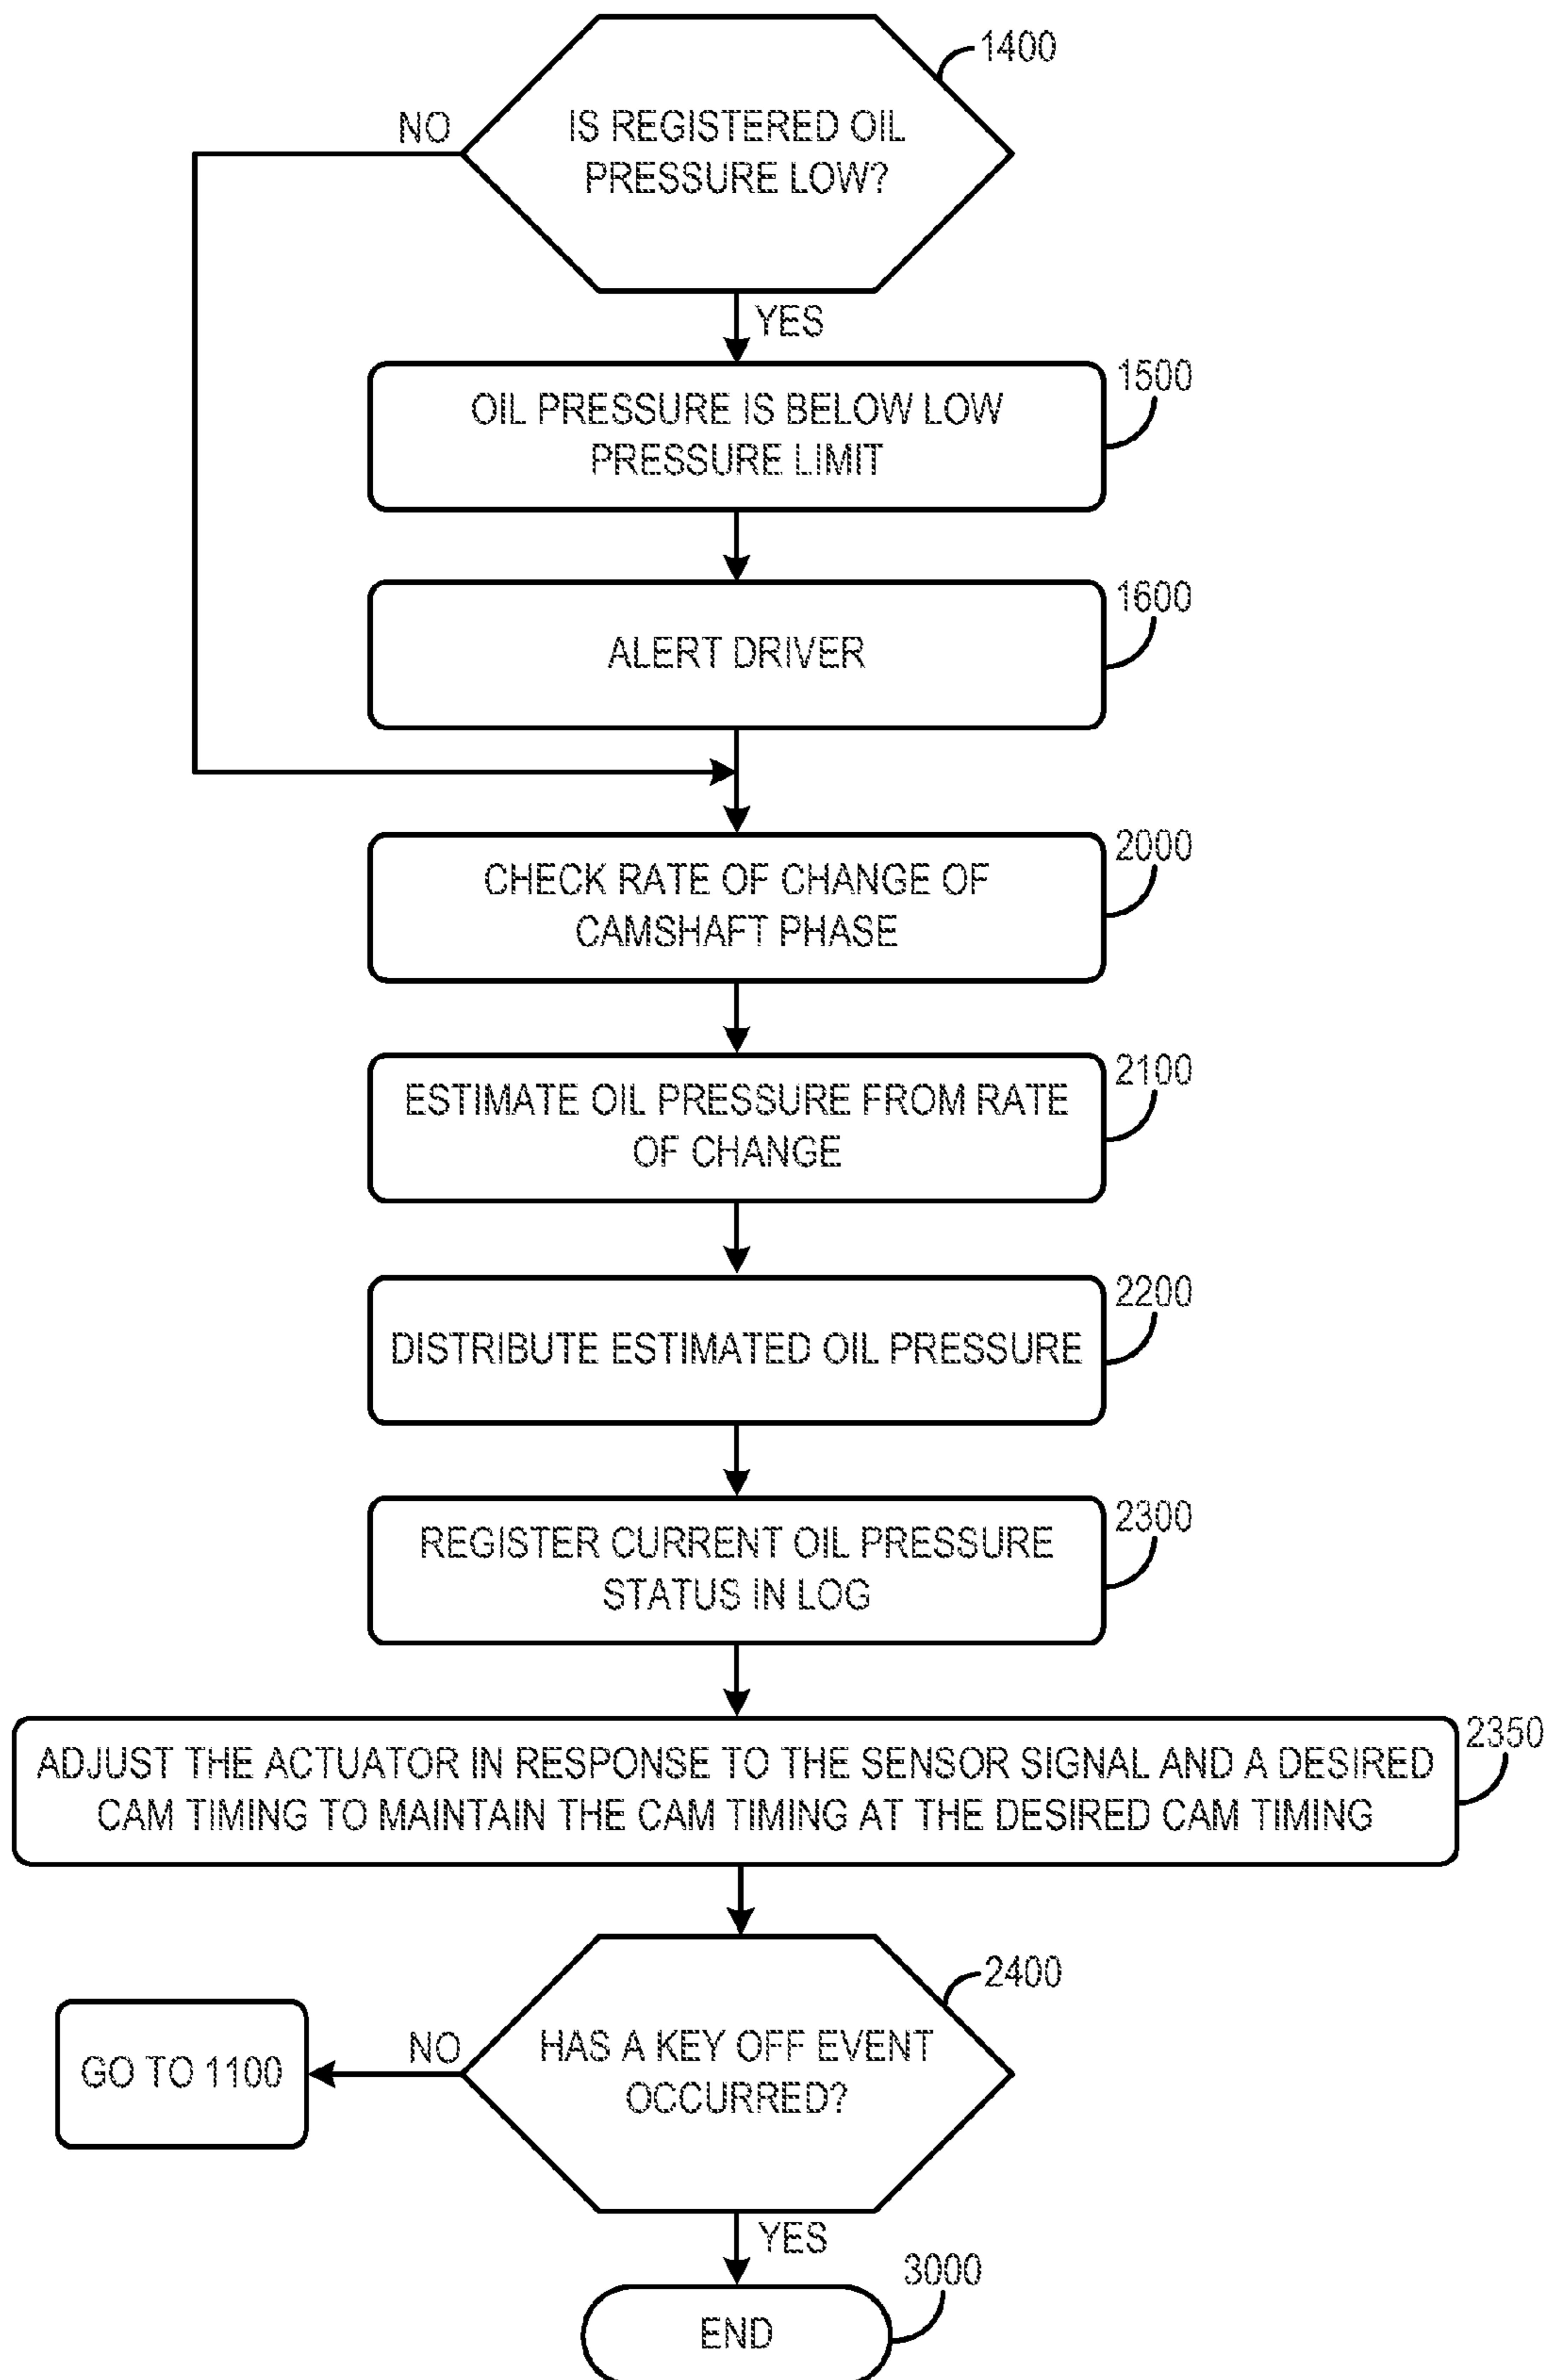 1400
IS REGISTERED OIL
PRESSURE LOW?
NO
YES
1500
OIL PRESSURE IS BELOW LOW
PRESSURE LIMIT
1600
ALERT DRIVER
2000
CHECK RATE OF CHANGE OF
CAMSHAFT PHASE
2100
ESTIMATE OIL PRESSURE FROM RATE
OF CHANGE
2200
DISTRIBUTE ESTIMATED OIL PRESSURE
2300
REGISTER CURRENT OIL PRESSURE
STATUS IN LOG
2350
ADJUST THE ACTUATOR IN RESPONSE TO THE SENSOR SIGNAL AND A DESIRED
CAM TIMING TO MAINTAIN THE CAM TIMING AT THE DESIRED CAM TIMING
2400
HAS A KEY OFF EVENT
OCCURRED?
NO
GO TO 1100
YES
3000
END